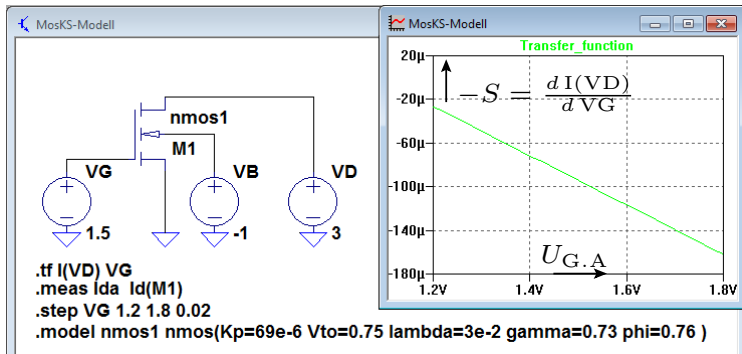 MosKS-Modell
nmos1
M1
VG
VB
VD
1.5
-1
3
.tf I(VD) VG
.meas Ida Id(M1)
.step VG 1.2 1.8 0.02
.model nmos1 nmos(Kp=69e-6 Vto=0.75 lambda=3e-2 gamma=0.73 phi=0.76 )
MosKS-Modell
Transfer_function
20µ
-20µ
-60µ
-100µ
-140µ
-180µ
−S = d I(VD) / d VG
U_G.A
1.2V 1.4V 1.6V 1.8V